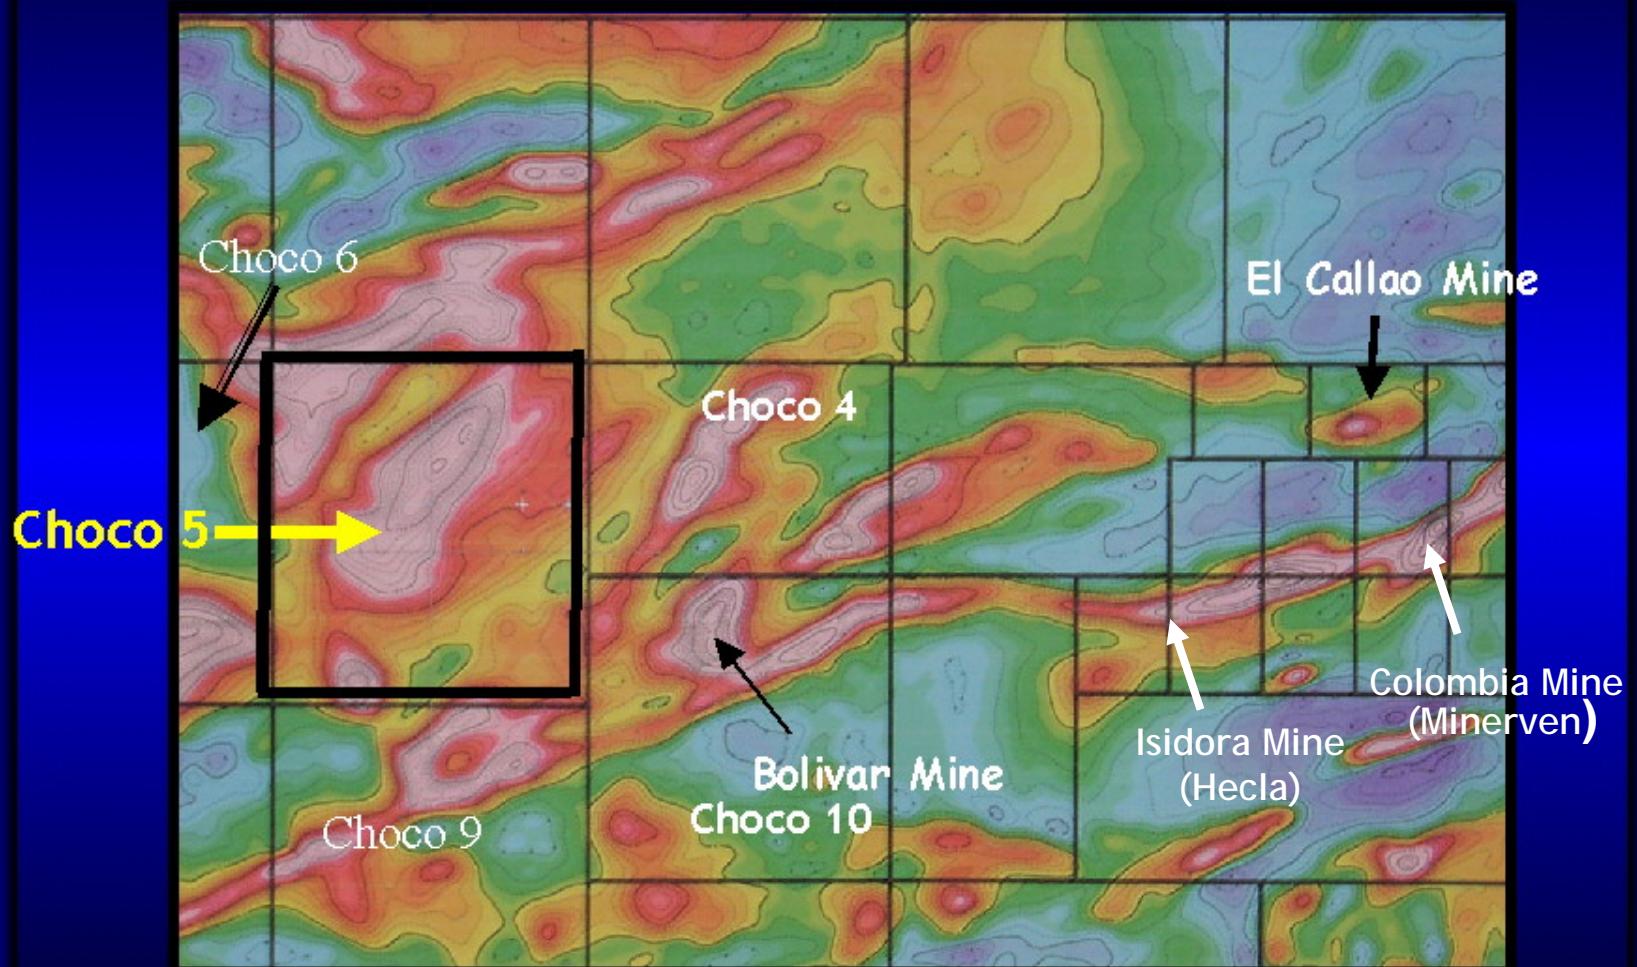 Choco 6
El Callao Mine
Choco 4
Choco 5
Colombia Mine
(Minerven)
Isidora Mine
(Hecla)
Bolivar Mine
Choco 10
Choco 9